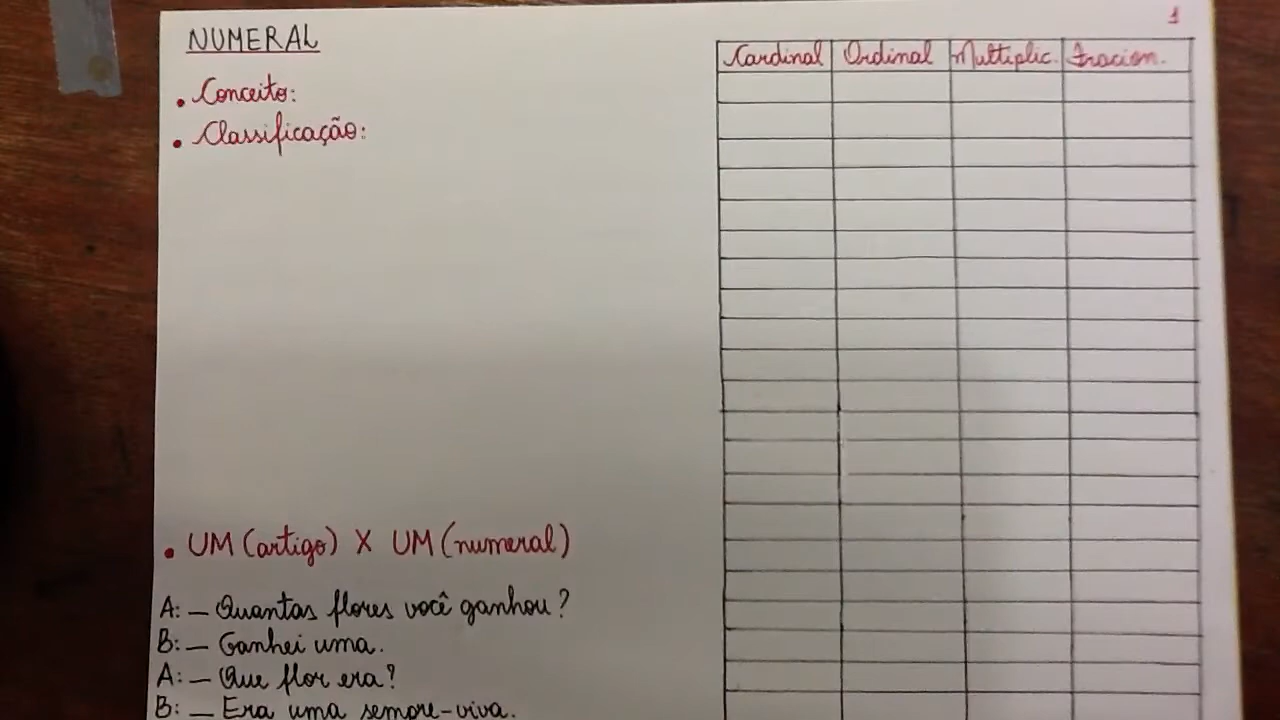 1
NUMERAL
• Conceito:
• Classificação:
Cardinal Ordinal Multiplic. Fracion.
• UM (artigo) X UM (numeral)
A: — Quantas flores você ganhou?
B: — Ganhei uma.
A: — Que flor era?
B: — Era uma sempre-viva.